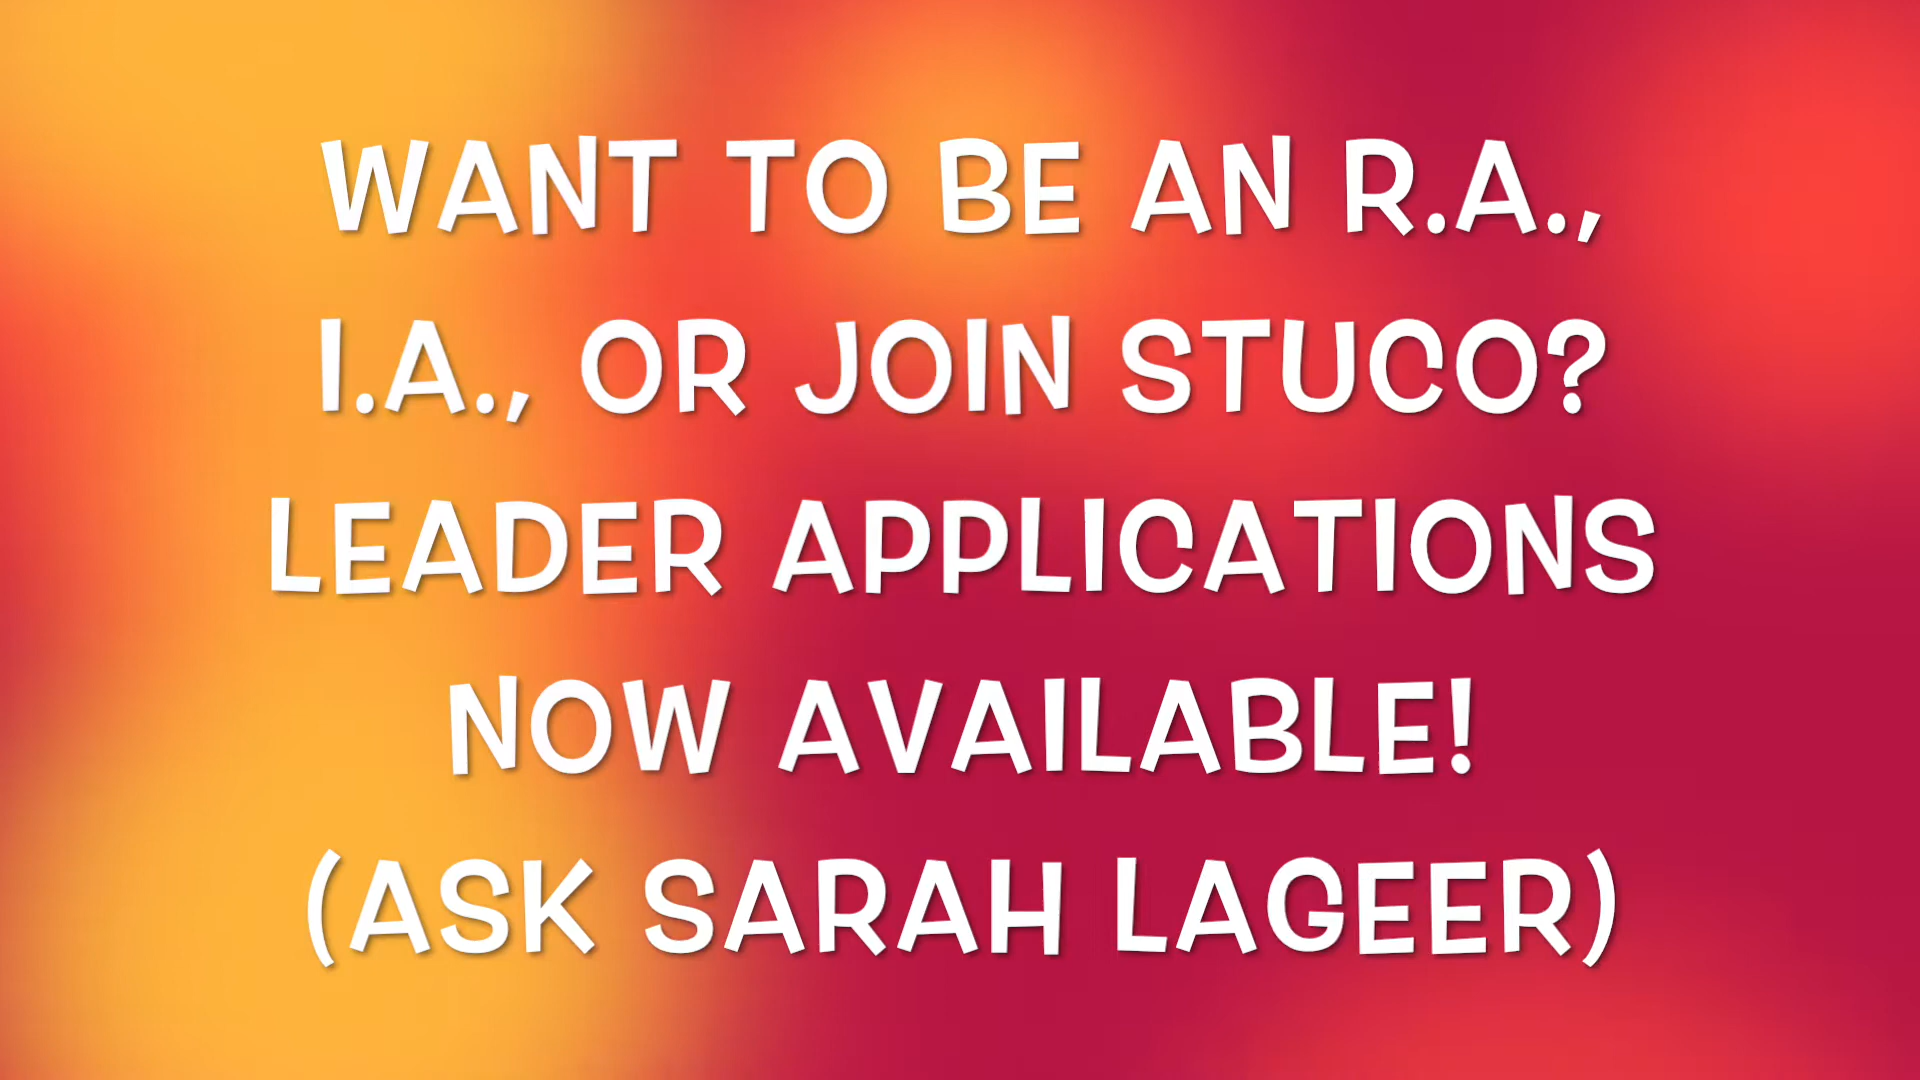 WANT TO BE AN R.A.,
I.A., OR JOIN STUCO?
LEADER APPLICATIONS
NOW AVAILABLE!
(ASK SARAH LAGEER)